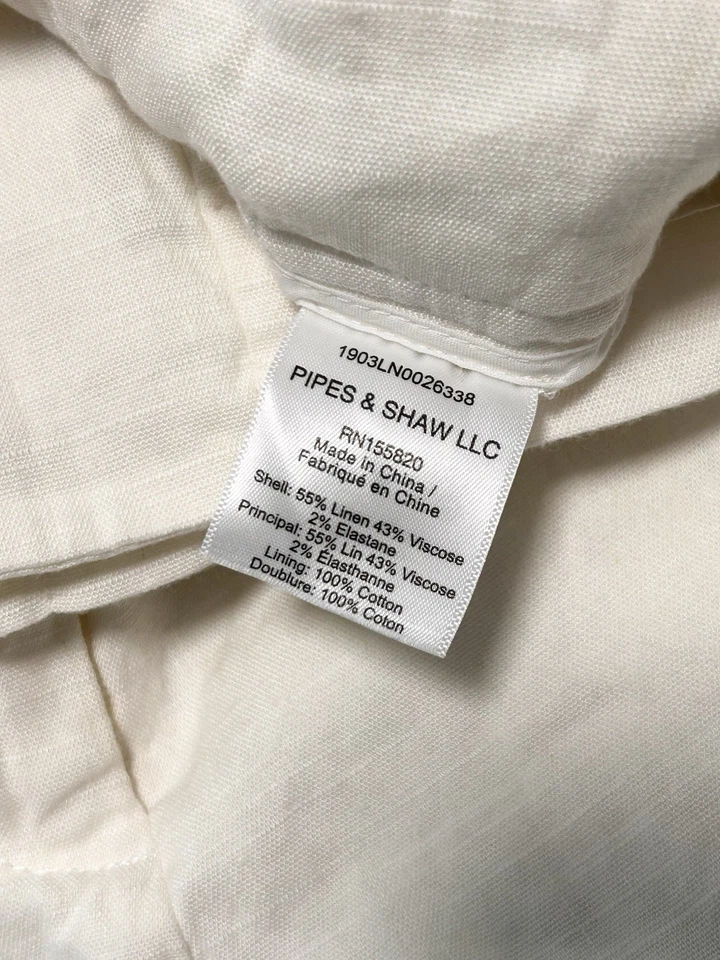 1903LN0026338
PIPES & SHAW LLC
RN155820
Made in China /
Fabriqué en Chine
Shell: 55% Linen 43% Viscose
2% Elastane
Principal: 55% Lin 43% Viscose
2% Élasthanne
Lining: 100% Cotton
Doublure: 100% Coton